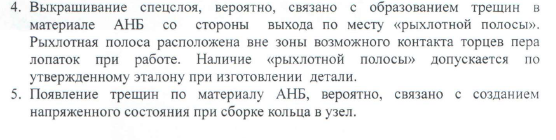 4. Выкрашивание спецслоя, вероятно, связано с образованием трещин в
материале АНБ со стороны выхода по месту «рыхлотной полосы».
Рыхлотная полоса расположена вне зоны возможного контакта торцев пера
лопаток при работе. Наличие «рыхлотной полосы» допускается по
утвержденному эталону при изготовлении детали.
5. Появление трещин по материалу АНБ, вероятно, связано с созданием
напряженного состояния при сборке кольца в узел.